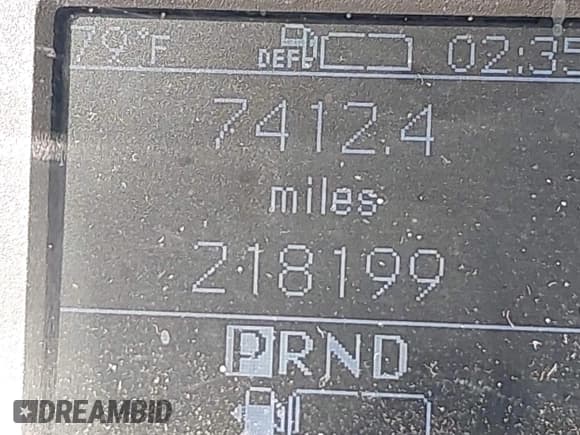 79°F DEF 02:35
7412.4
miles
218199
PRND
DREAMBID